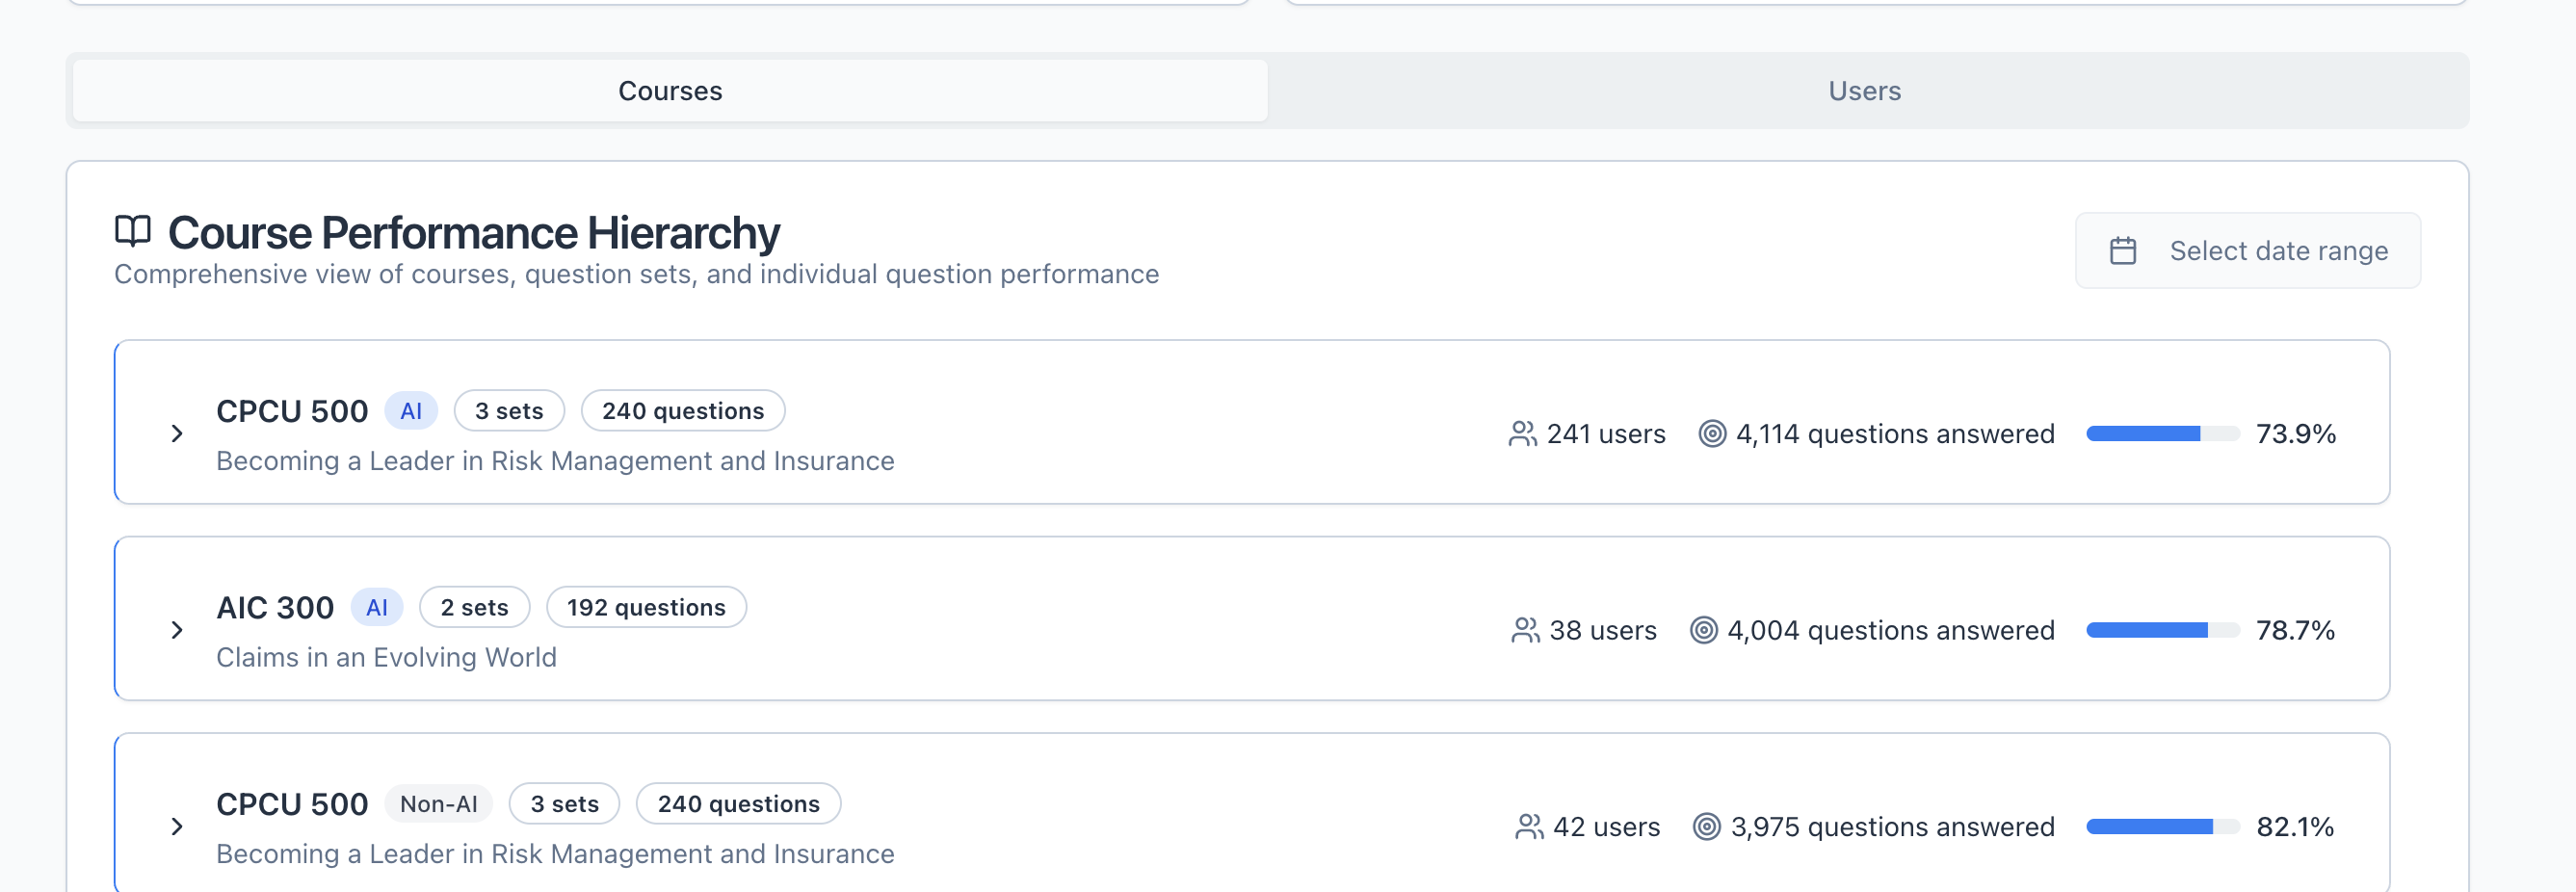 Courses
Users
Course Performance Hierarchy
Comprehensive view of courses, question sets, and individual question performance
Select date range
CPCU 500 AI 3 sets 240 questions
Becoming a Leader in Risk Management and Insurance
241 users 4,114 questions answered 73.9%
AIC 300 AI 2 sets 192 questions
Claims in an Evolving World
38 users 4,004 questions answered 78.7%
CPCU 500 Non-AI 3 sets 240 questions
Becoming a Leader in Risk Management and Insurance
42 users 3,975 questions answered 82.1%